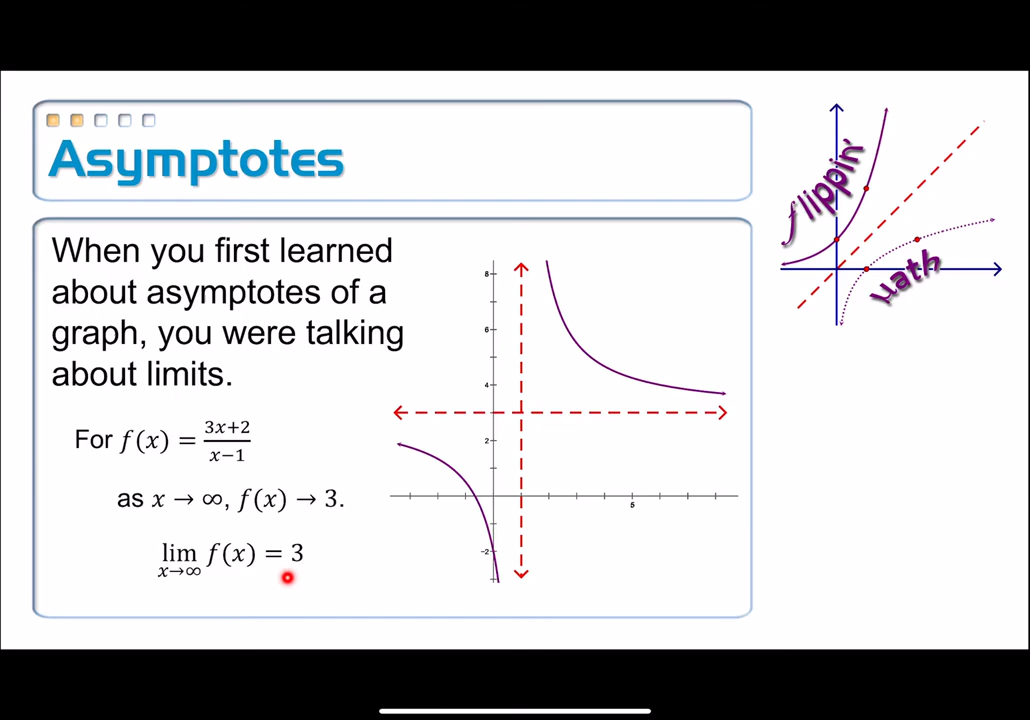 Asymptotes
When you first learned
about asymptotes of a
graph, you were talking
about limits.
For f(x) = \frac{3x+2}{x−1}
as x → ∞, f(x) → 3.
\lim_{x→∞} f(x) = 3
8
6
4
2
-2
5
flippin'
math